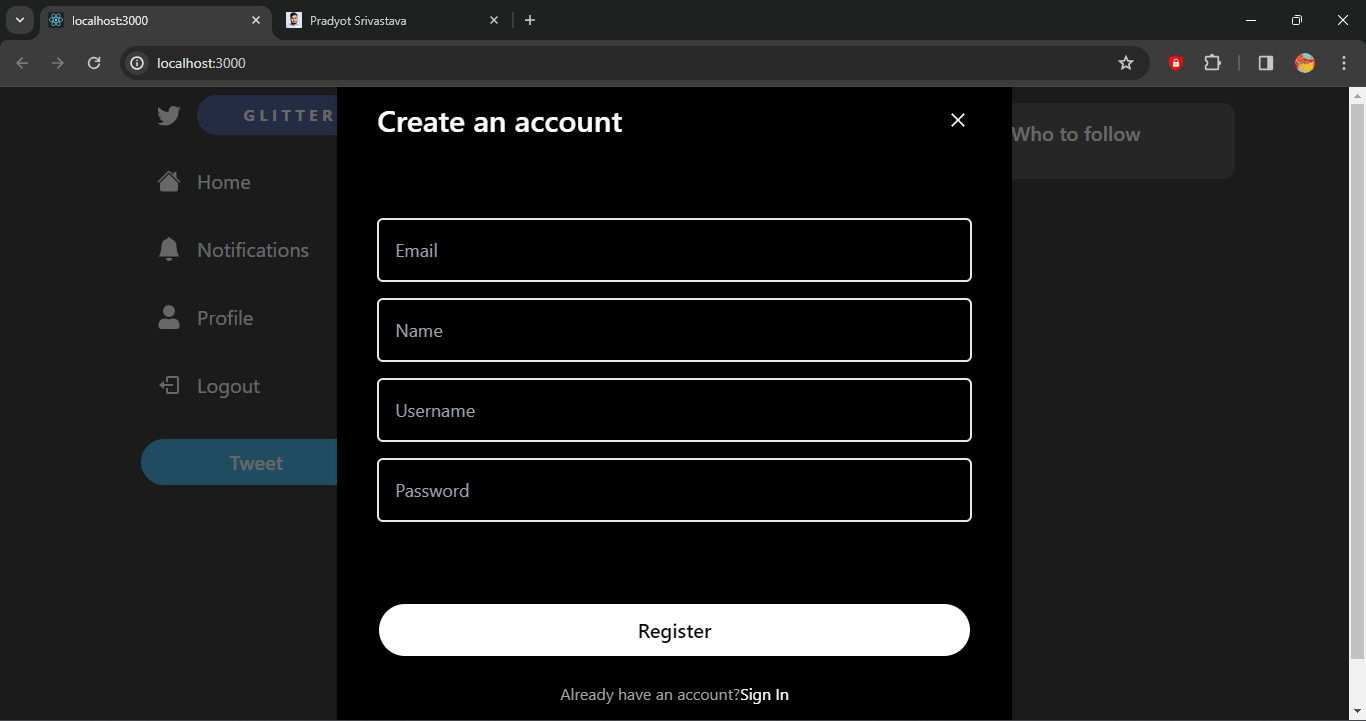 localhost:3000
Pradyot Srivastava
localhost:3000
GLITTER
Home
Notifications
Profile
Logout
Tweet
Create an account
Email
Name
Username
Password
Register
Already have an account?Sign In
Who to follow